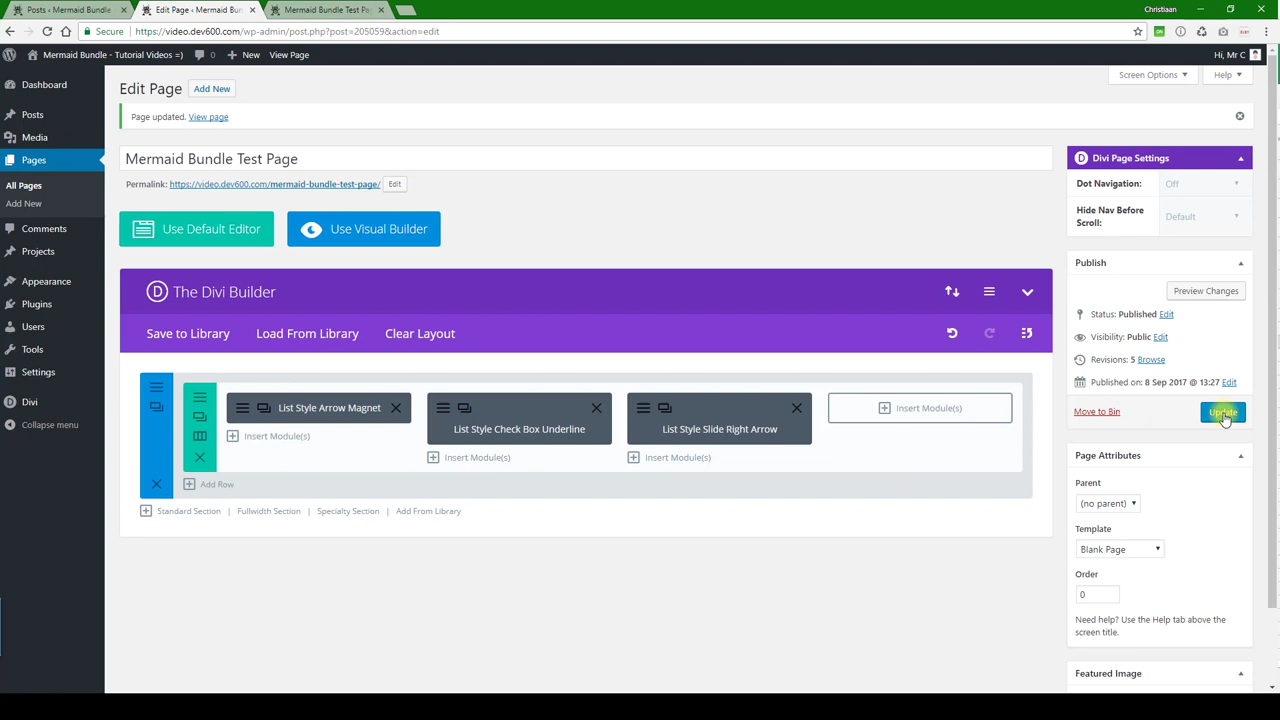 Posts ‹ Mermaid Bundle
Edit Page ‹ Mermaid Bun
Mermaid Bundle Test Pa
Christiaan
Secure
https://video.dev600.com/wp-admin/post.php?post=205059&action=edit
Mermaid Bundle - Tutorial Videos =)
0
New
View Page
Hi, Mr C
Dashboard
Posts
Media
Pages
All Pages
Add New
Comments
Projects
Appearance
Plugins
Users
Tools
Settings
Divi
Collapse menu
Screen Options
Help
Edit Page
Add New
Page updated. View page
Mermaid Bundle Test Page
Permalink: https://video.dev600.com/mermaid-bundle-test-page/
Edit
Use Default Editor
Use Visual Builder
D The Divi Builder
Save to Library
Load From Library
Clear Layout
List Style Arrow Magnet
Insert Module(s)
List Style Check Box Underline
Insert Module(s)
List Style Slide Right Arrow
Insert Module(s)
Insert Module(s)
Add Row
Standard Section | Fullwidth Section | Specialty Section | Add From Library
D Divi Page Settings
Dot Navigation:
Off
Hide Nav Before
Scroll:
Default
Publish
Preview Changes
Status: Published Edit
Visibility: Public Edit
Revisions: 5 Browse
Published on: 8 Sep 2017 @ 13:27 Edit
Move to Bin
Update
Page Attributes
Parent
(no parent)
Template
Blank Page
Order
0
Need help? Use the Help tab above the
screen title.
Featured Image